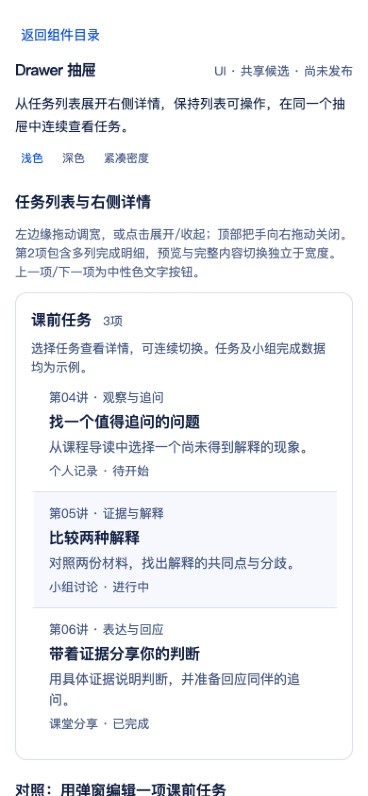 返回组件目录
Drawer 抽屉
UI · 共享候选 · 尚未发布
从任务列表展开右侧详情，保持列表可操作，在同一个抽
屉中连续查看任务。
浅色 深色 紧凑密度
任务列表与右侧详情
左边缘拖动调宽，或点击展开/收起；顶部把手向右拖动关闭。
第2项包含多列完成明细，预览与完整内容切换独立于宽度。
上一项/下一项为中性色文字按钮。
课前任务 3项
选择任务查看详情，可连续切换。任务及小组完成数据
均为示例。
第04讲 · 观察与追问
找一个值得追问的问题
从课程导读中选择一个尚未得到解释的现象。
个人记录 · 待开始
第05讲 · 证据与解释
比较两种解释
对照两份材料，找出解释的共同点与分歧。
小组讨论 · 进行中
第06讲 · 表达与回应
带着证据分享你的判断
用具体证据说明判断，并准备回应同伴的追
问。
课堂分享 · 已完成
对照：用弹窗编辑一项课前任务